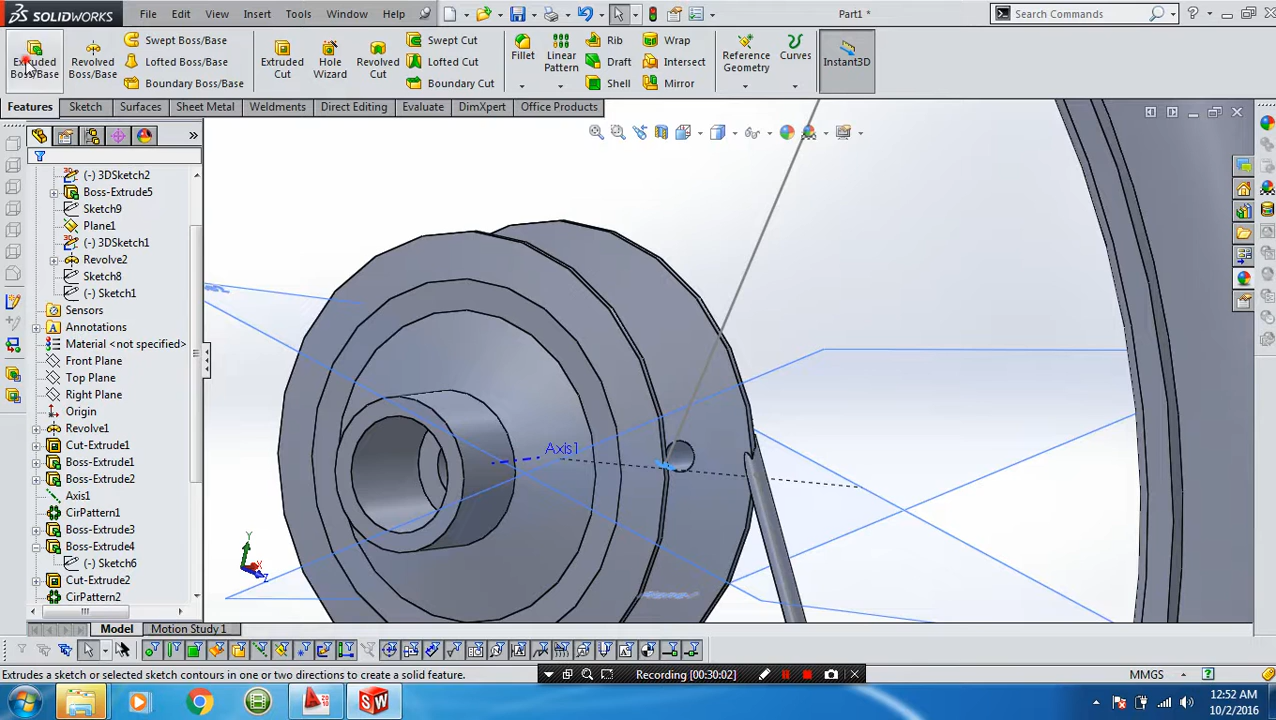 SOLIDWORKS File Edit View Insert Tools Window Help Part1 * Search Commands
Extruded Boss/Base
Revolved Boss/Base
Swept Boss/Base
Lofted Boss/Base
Boundary Boss/Base
Extruded Cut
Hole Wizard
Revolved Cut
Swept Cut
Lofted Cut
Boundary Cut
Fillet
Linear Pattern
Rib
Draft
Shell
Wrap
Intersect
Mirror
Reference Geometry
Curves
Instant3D
Features Sketch Surfaces Sheet Metal Weldments Direct Editing Evaluate DimXpert Office Products
(-) 3DSketch2
Boss-Extrude5
Sketch9
Plane1
(-) 3DSketch1
Revolve2
Sketch8
(-) Sketch1
Sensors
Annotations
Material <not specified>
Front Plane
Top Plane
Right Plane
Origin
Revolve1
Cut-Extrude1
Boss-Extrude1
Boss-Extrude2
Axis1
CirPattern1
Boss-Extrude3
Boss-Extrude4
(-) Sketch6
Cut-Extrude2
CirPattern2
Axis1
Y
X
Z
Model Motion Study 1
Extrudes a sketch or selected sketch contours in one or two directions to create a solid feature.
Recording [00:30:02]
MMGS
12:52 AM
10/2/2016